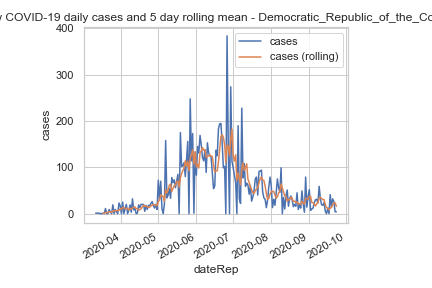 COVID-19 daily cases and 5 day rolling mean - Democratic_Republic_of_the_Co
400
300
200
100
0
cases
cases
cases (rolling)
2020-04
2020-05
2020-06
2020-07
2020-08
2020-09
2020-10
dateRep